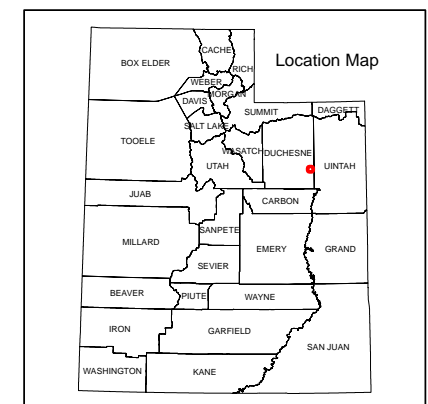 Location Map
CACHE
BOX ELDER
RICH
WEBER
MORGAN
DAVIS
SUMMIT
DAGGETT
SALT LAKE
TOOELE
WASATCH
DUCHESNE
UTAH
UINTAH
JUAB
CARBON
SANPETE
MILLARD
EMERY
GRAND
SEVIER
BEAVER
PIUTE
WAYNE
IRON
GARFIELD
SAN JUAN
WASHINGTON
KANE